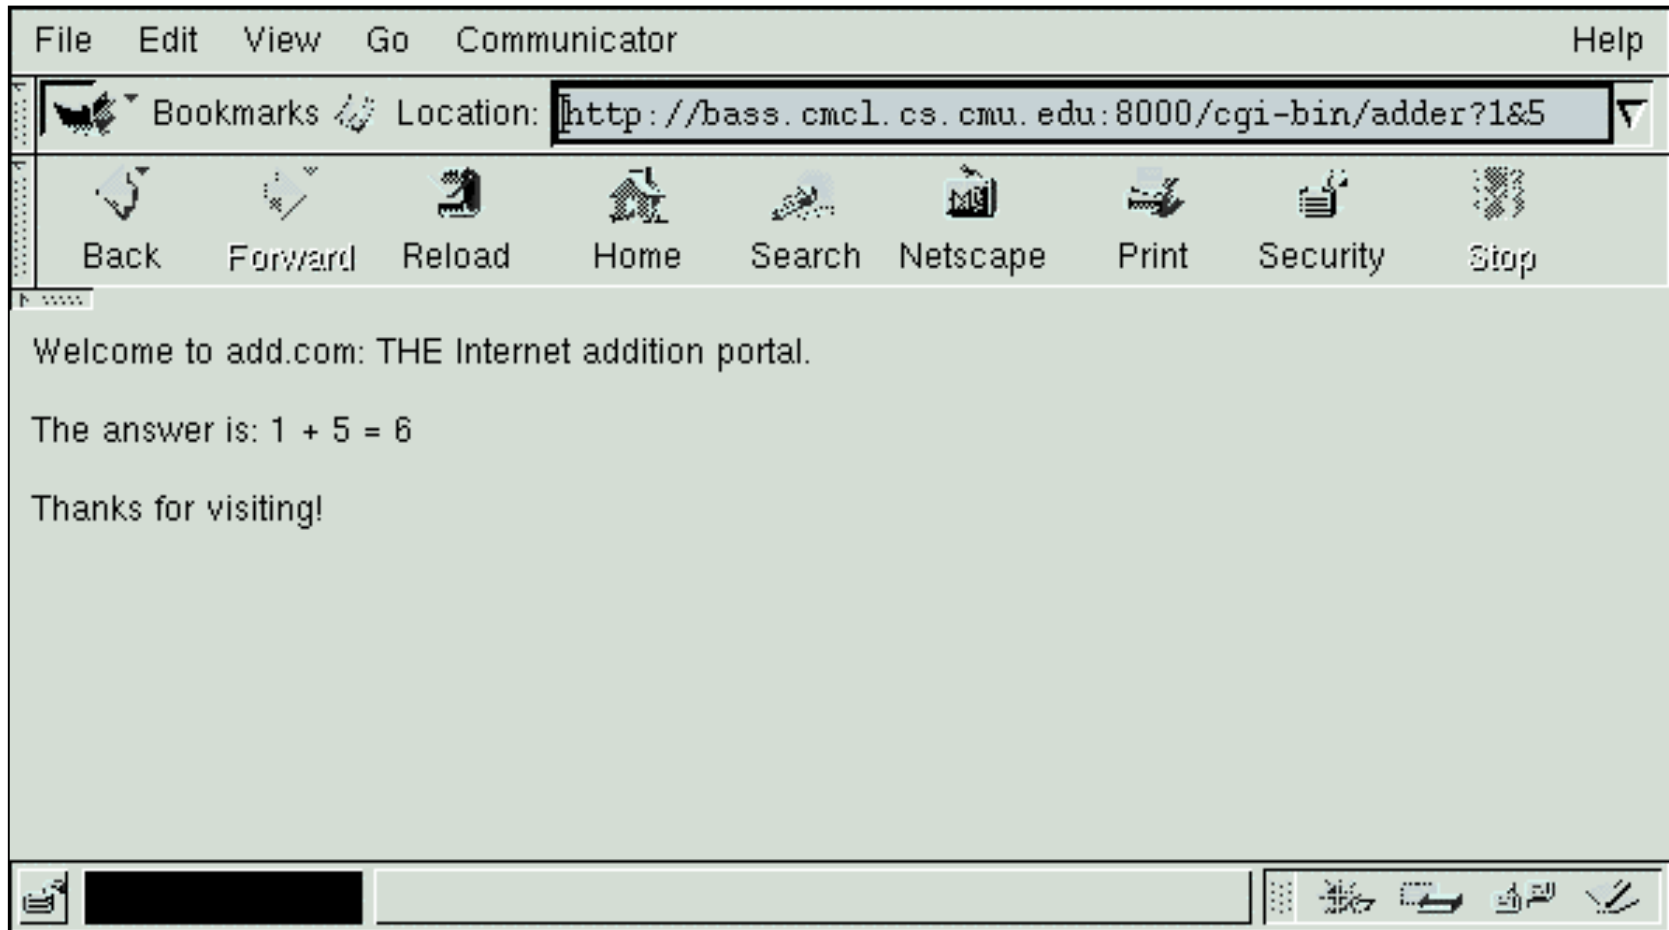 File Edit View Go Communicator Help
Bookmarks Location: http://bass.cmcl.cs.cmu.edu:8000/cgi-bin/adder?1&5
Back Forward Reload Home Search Netscape Print Security Stop
Welcome to add.com: THE Internet addition portal.
The answer is: 1 + 5 = 6
Thanks for visiting!